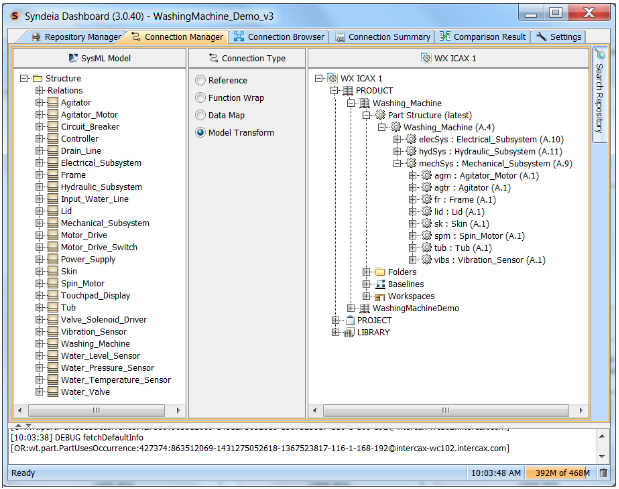 Syndeia Dashboard (3.0.40) - WashingMachine_Demo_v3
Repository Manager Connection Manager Connection Browser Connection Summary Comparison Result Settings
SysML Model
Structure
Relations
Agitator
Agitator_Motor
Circuit_Breaker
Controller
Drain_Line
Electrical_Subsystem
Frame
Hydraulic_Subsystem
Input_Water_Line
Lid
Mechanical_Subsystem
Motor_Drive
Motor_Drive_Switch
Power_Supply
Skin
Spin_Motor
Touchpad_Display
Tub
Valve_Solenoid_Driver
Vibration_Sensor
Washing_Machine
Water_Level_Sensor
Water_Pressure_Sensor
Water_Temperature_Sensor
Water_Valve
Connection Type
Reference
Function Wrap
Data Map
Model Transform
WX ICAX 1
WX ICAX 1
PRODUCT
Washing_Machine
Part Structure (latest)
Washing_Machine (A.4)
elecSys : Electrical_Subsystem (A.10)
hydSys : Hydraulic_Subsystem (A.11)
mechSys : Mechanical_Subsystem (A.9)
agm : Agitator_Motor (A.1)
agtr : Agitator (A.1)
fr : Frame (A.1)
lid : Lid (A.1)
sk : Skin (A.1)
spm : Spin_Motor (A.1)
tub : Tub (A.1)
vibs : Vibration_Sensor (A.1)
Folders
Baselines
Workspaces
WashingMachineDemo
PROJECT
LIBRARY
Search Repository
[10:03:38] DEBUG fetchDefaultInfo
[OR:wt.part.PartUsesOccurrence:427374:863512069-1431275052618-1367523817-116-1-168-192@intercax-wc102.intercax.com]
Ready
10:03:48 AM
392M of 468M